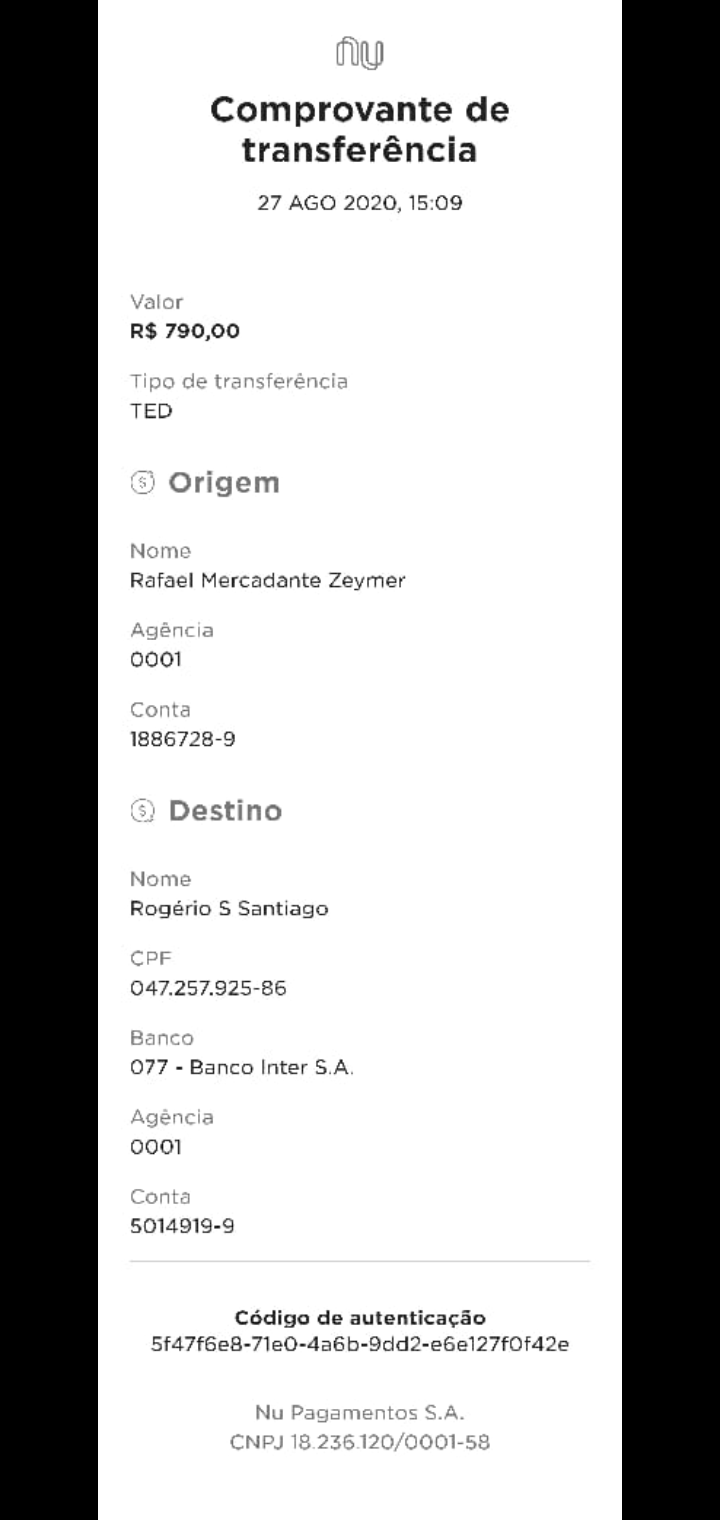 nu
Comprovante de
transferência
27 AGO 2020, 15:09
Valor
R$ 790,00
Tipo de transferência
TED
Origem
Nome
Rafael Mercadante Zeymer
Agência
0001
Conta
1886728-9
Destino
Nome
Rogério S Santiago
CPF
047.257.925-86
Banco
077 - Banco Inter S.A.
Agência
0001
Conta
5014919-9
Código de autenticação
5f47f6e8-71e0-4a6b-9dd2-e6e127f0f42e
Nu Pagamentos S.A.
CNPJ 18.236.120/0001-58